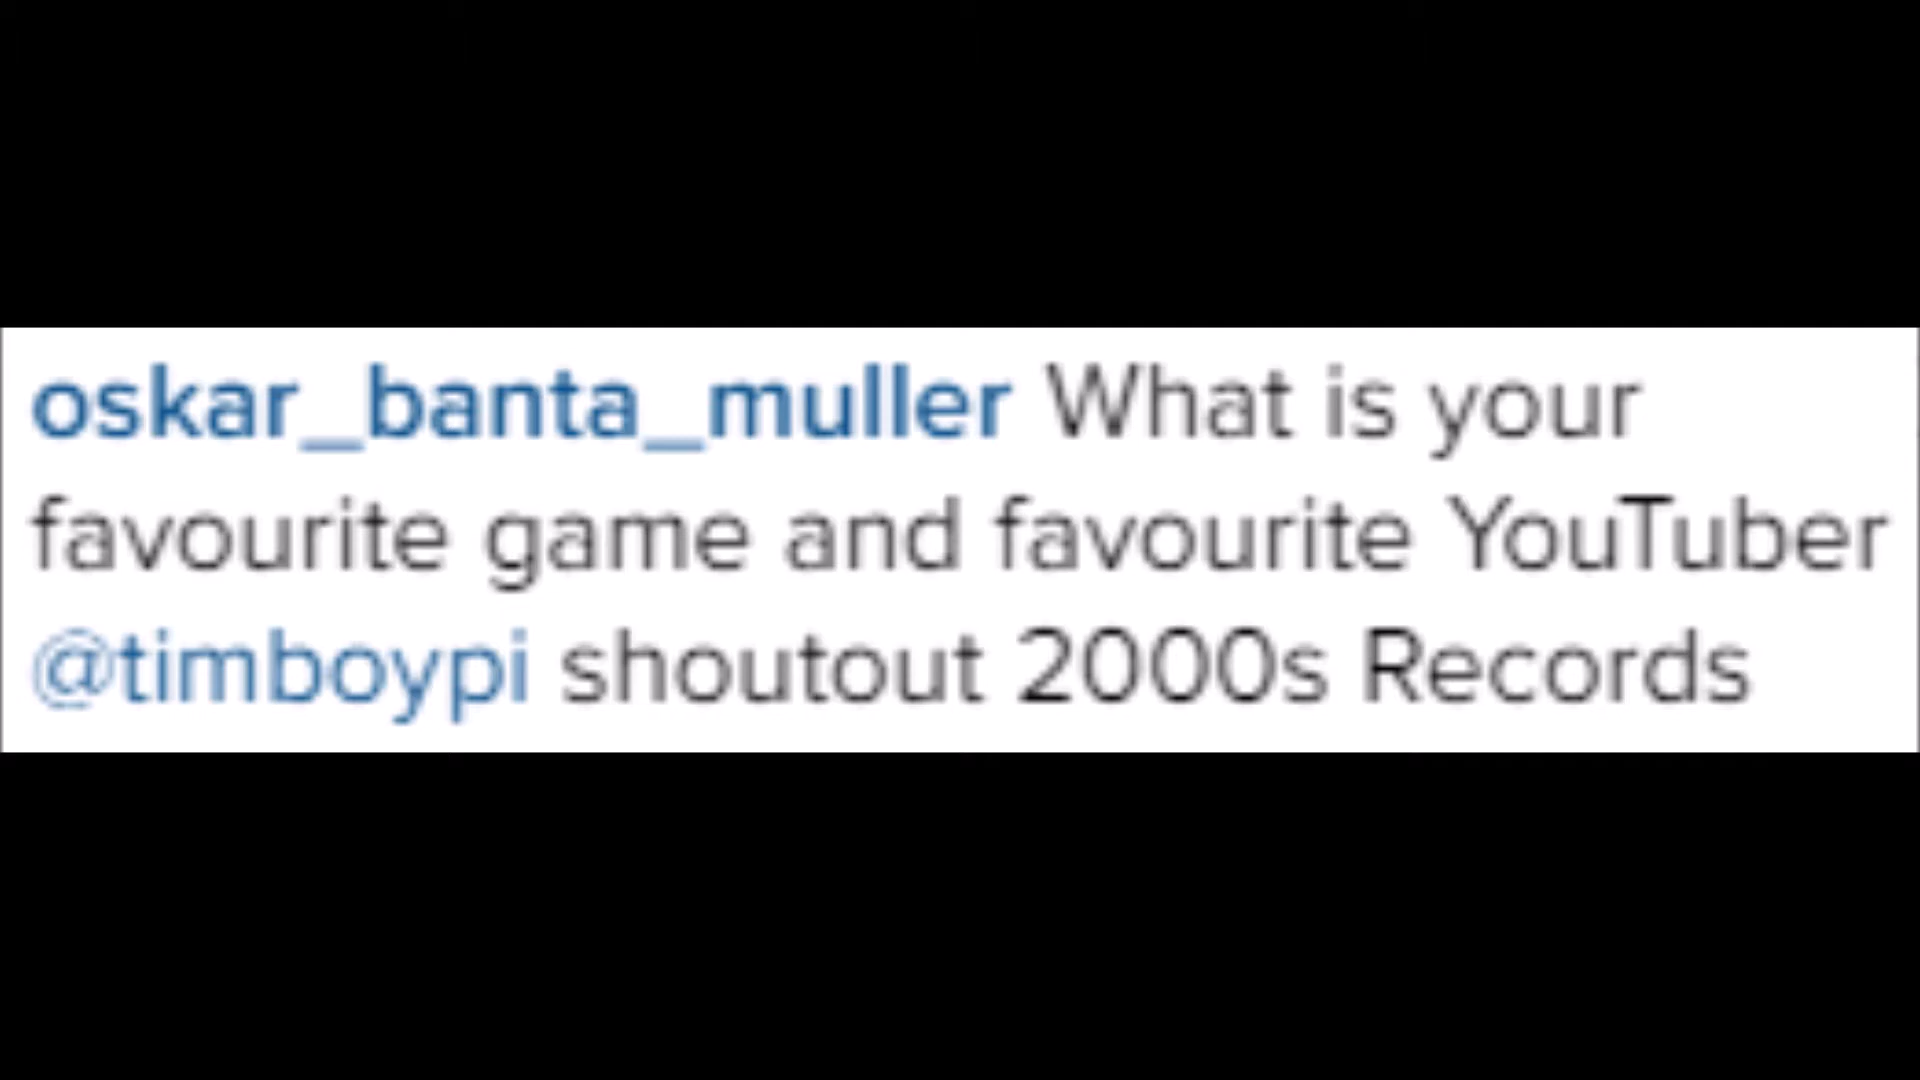 oskar_banta_muller What is your
favourite game and favourite YouTuber
@timboypi shoutout 2000s Records